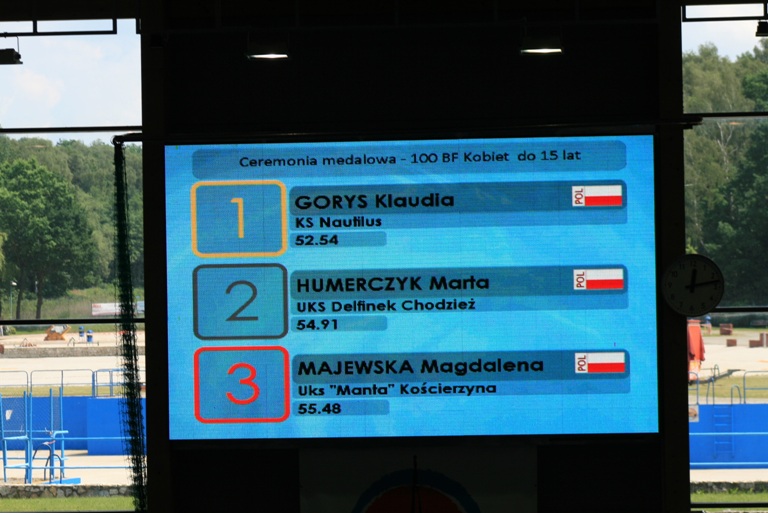 Ceremonia medalowa - 100 BF Kobiet do 15 lat
1
GORYS Klaudia
POL
KS Nautilus
52.54
2
HUMERCZYK Marta
POL
UKS Delfinek Chodzież
54.91
3
MAJEWSKA Magdalena
POL
Uks "Manta" Kościerzyna
55.48